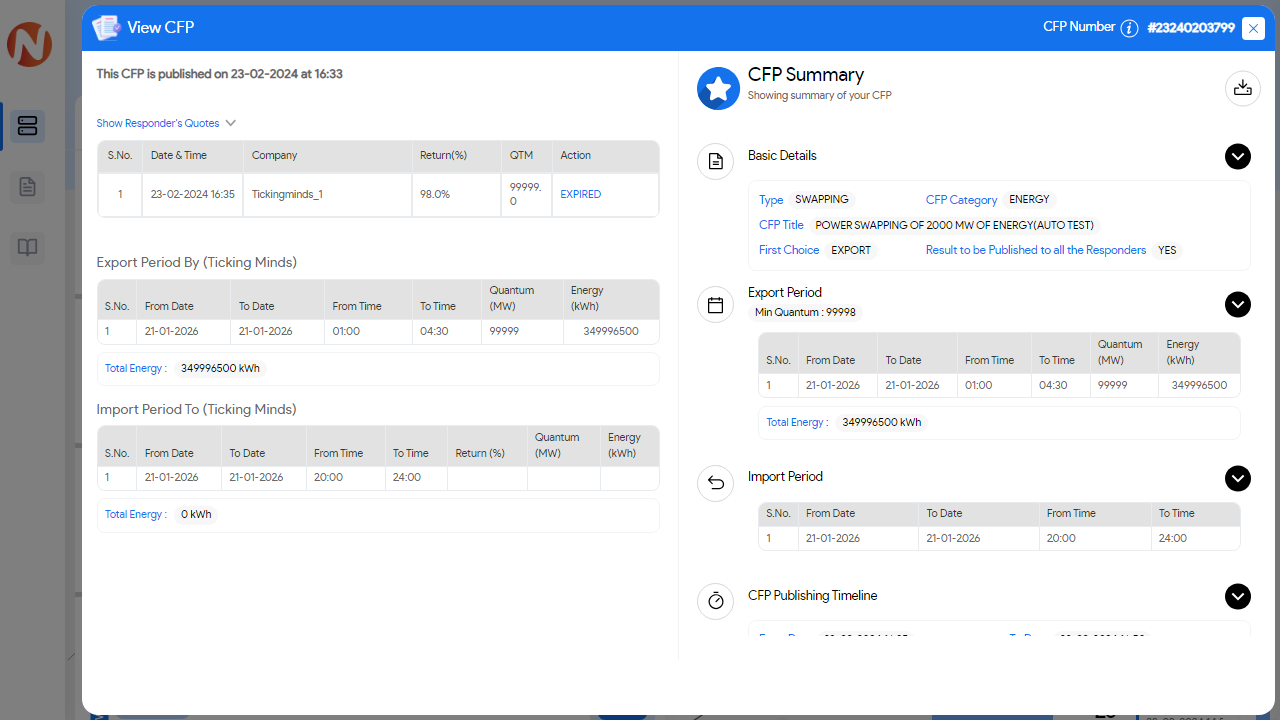 View CFP
CFP Number #23240203799
This CFP is published on 23-02-2024 at 16:33
Show Responder's Quotes
S.No. Date & Time Company Return(%) QTM Action
1 23-02-2024 16:35 Tickingminds_1 98.0% 99999.0 EXPIRED
Export Period By (Ticking Minds)
S.No. From Date To Date From Time To Time Quantum (MW) Energy (kWh)
1 21-01-2026 21-01-2026 01:00 04:30 99999 349996500
Total Energy : 349996500 kWh
Import Period To (Ticking Minds)
S.No. From Date To Date From Time To Time Return (%) Quantum (MW) Energy (kWh)
1 21-01-2026 21-01-2026 20:00 24:00
Total Energy : 0 kWh
CFP Summary
Showing summary of your CFP
Basic Details
Type SWAPPING CFP Category ENERGY
CFP Title POWER SWAPPING OF 2000 MW OF ENERGY(AUTO TEST)
First Choice EXPORT Result to be Published to all the Responders YES
Export Period
Min Quantum : 99998
S.No. From Date To Date From Time To Time Quantum (MW) Energy (kWh)
1 21-01-2026 21-01-2026 01:00 04:30 99999 349996500
Total Energy : 349996500 kWh
Import Period
S.No. From Date To Date From Time To Time
1 21-01-2026 21-01-2026 20:00 24:00
CFP Publishing Timeline